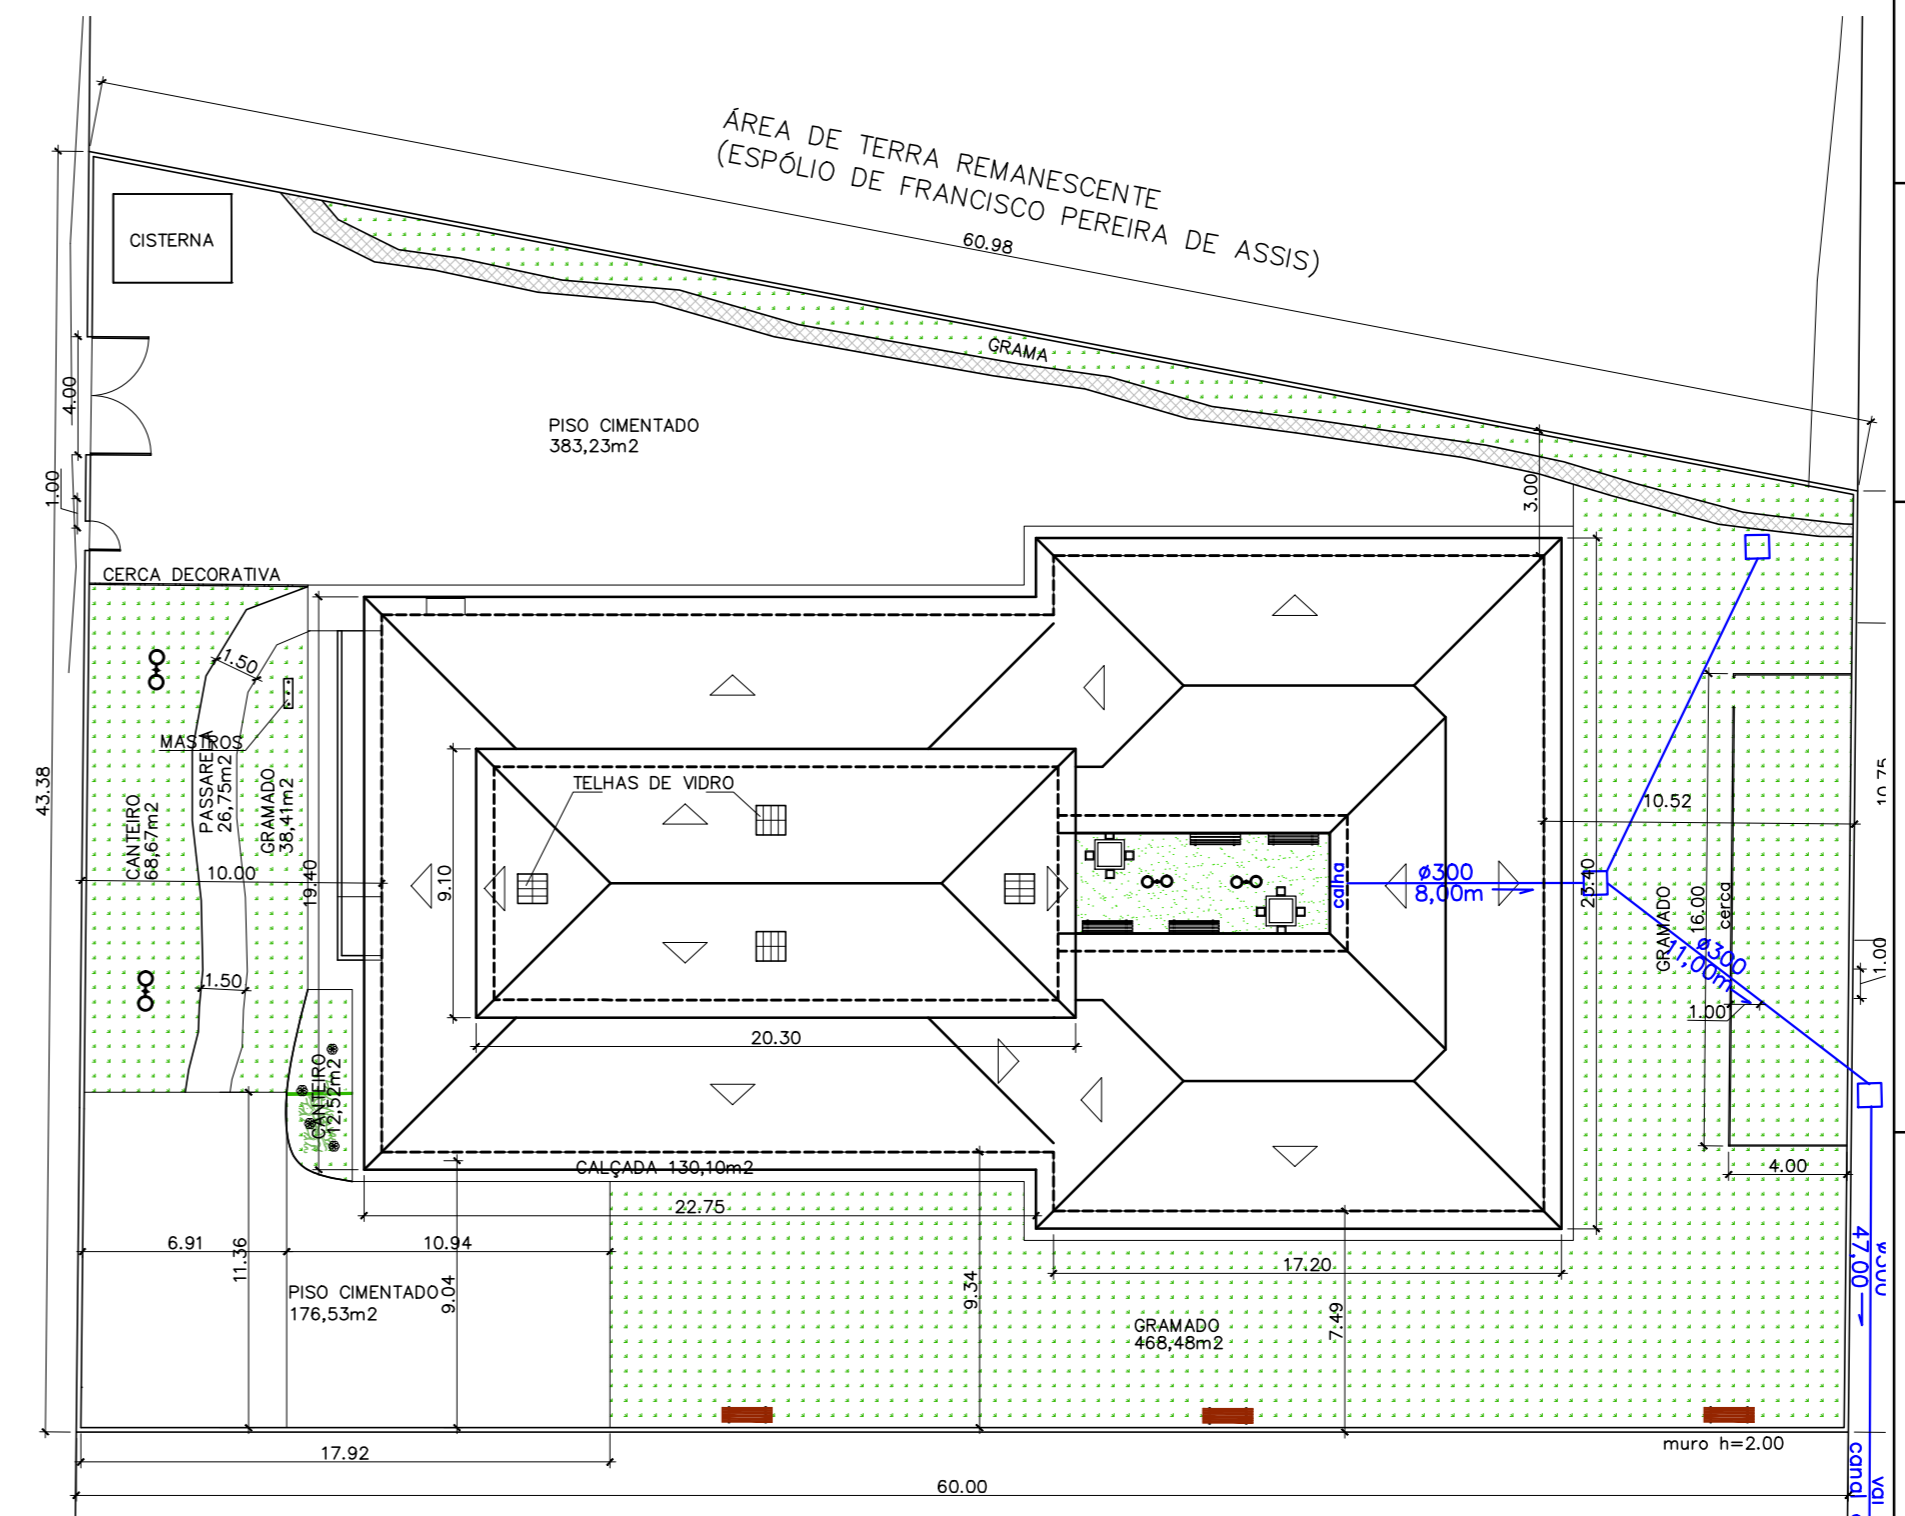 ÁREA DE TERRA REMANESCENTE
(ESPÓLIO DE FRANCISCO PEREIRA DE ASSIS)
60.98
CISTERNA
GRAMA
4.00
PISO CIMENTADO
383,23m2
1.00
3.00
CERCA DECORATIVA
1.50
MASTROS
43.38
CANTEIRO
68,67m2
PASSARELA
26,75m2
GRAMADO
38,41m2
10.00
19.40
9.10
TELHAS DE VIDRO
calha
ø300
8,00m
23.40
10.52
10.75
GRAMADO
16.00
cerca
ø300
11,00m
1.00
1.00
1.50
20.30
CANTEIRO
12,52m2
CALÇADA 130,10m2
4.00
22.75
6.91
10.94
11.36
9.04
9.34
17.20
7.49
PISO CIMENTADO
176,53m2
GRAMADO
468,48m2
ø300
47,00
muro h=2.00
17.92
60.00
vai
canal